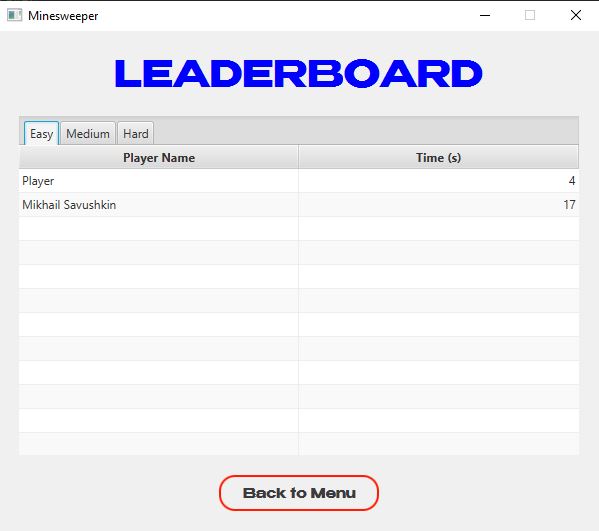 Minesweeper
LEADERBOARD
Easy Medium Hard
Player Name Time (s)
Player 4
Mikhail Savushkin 17
Back to Menu